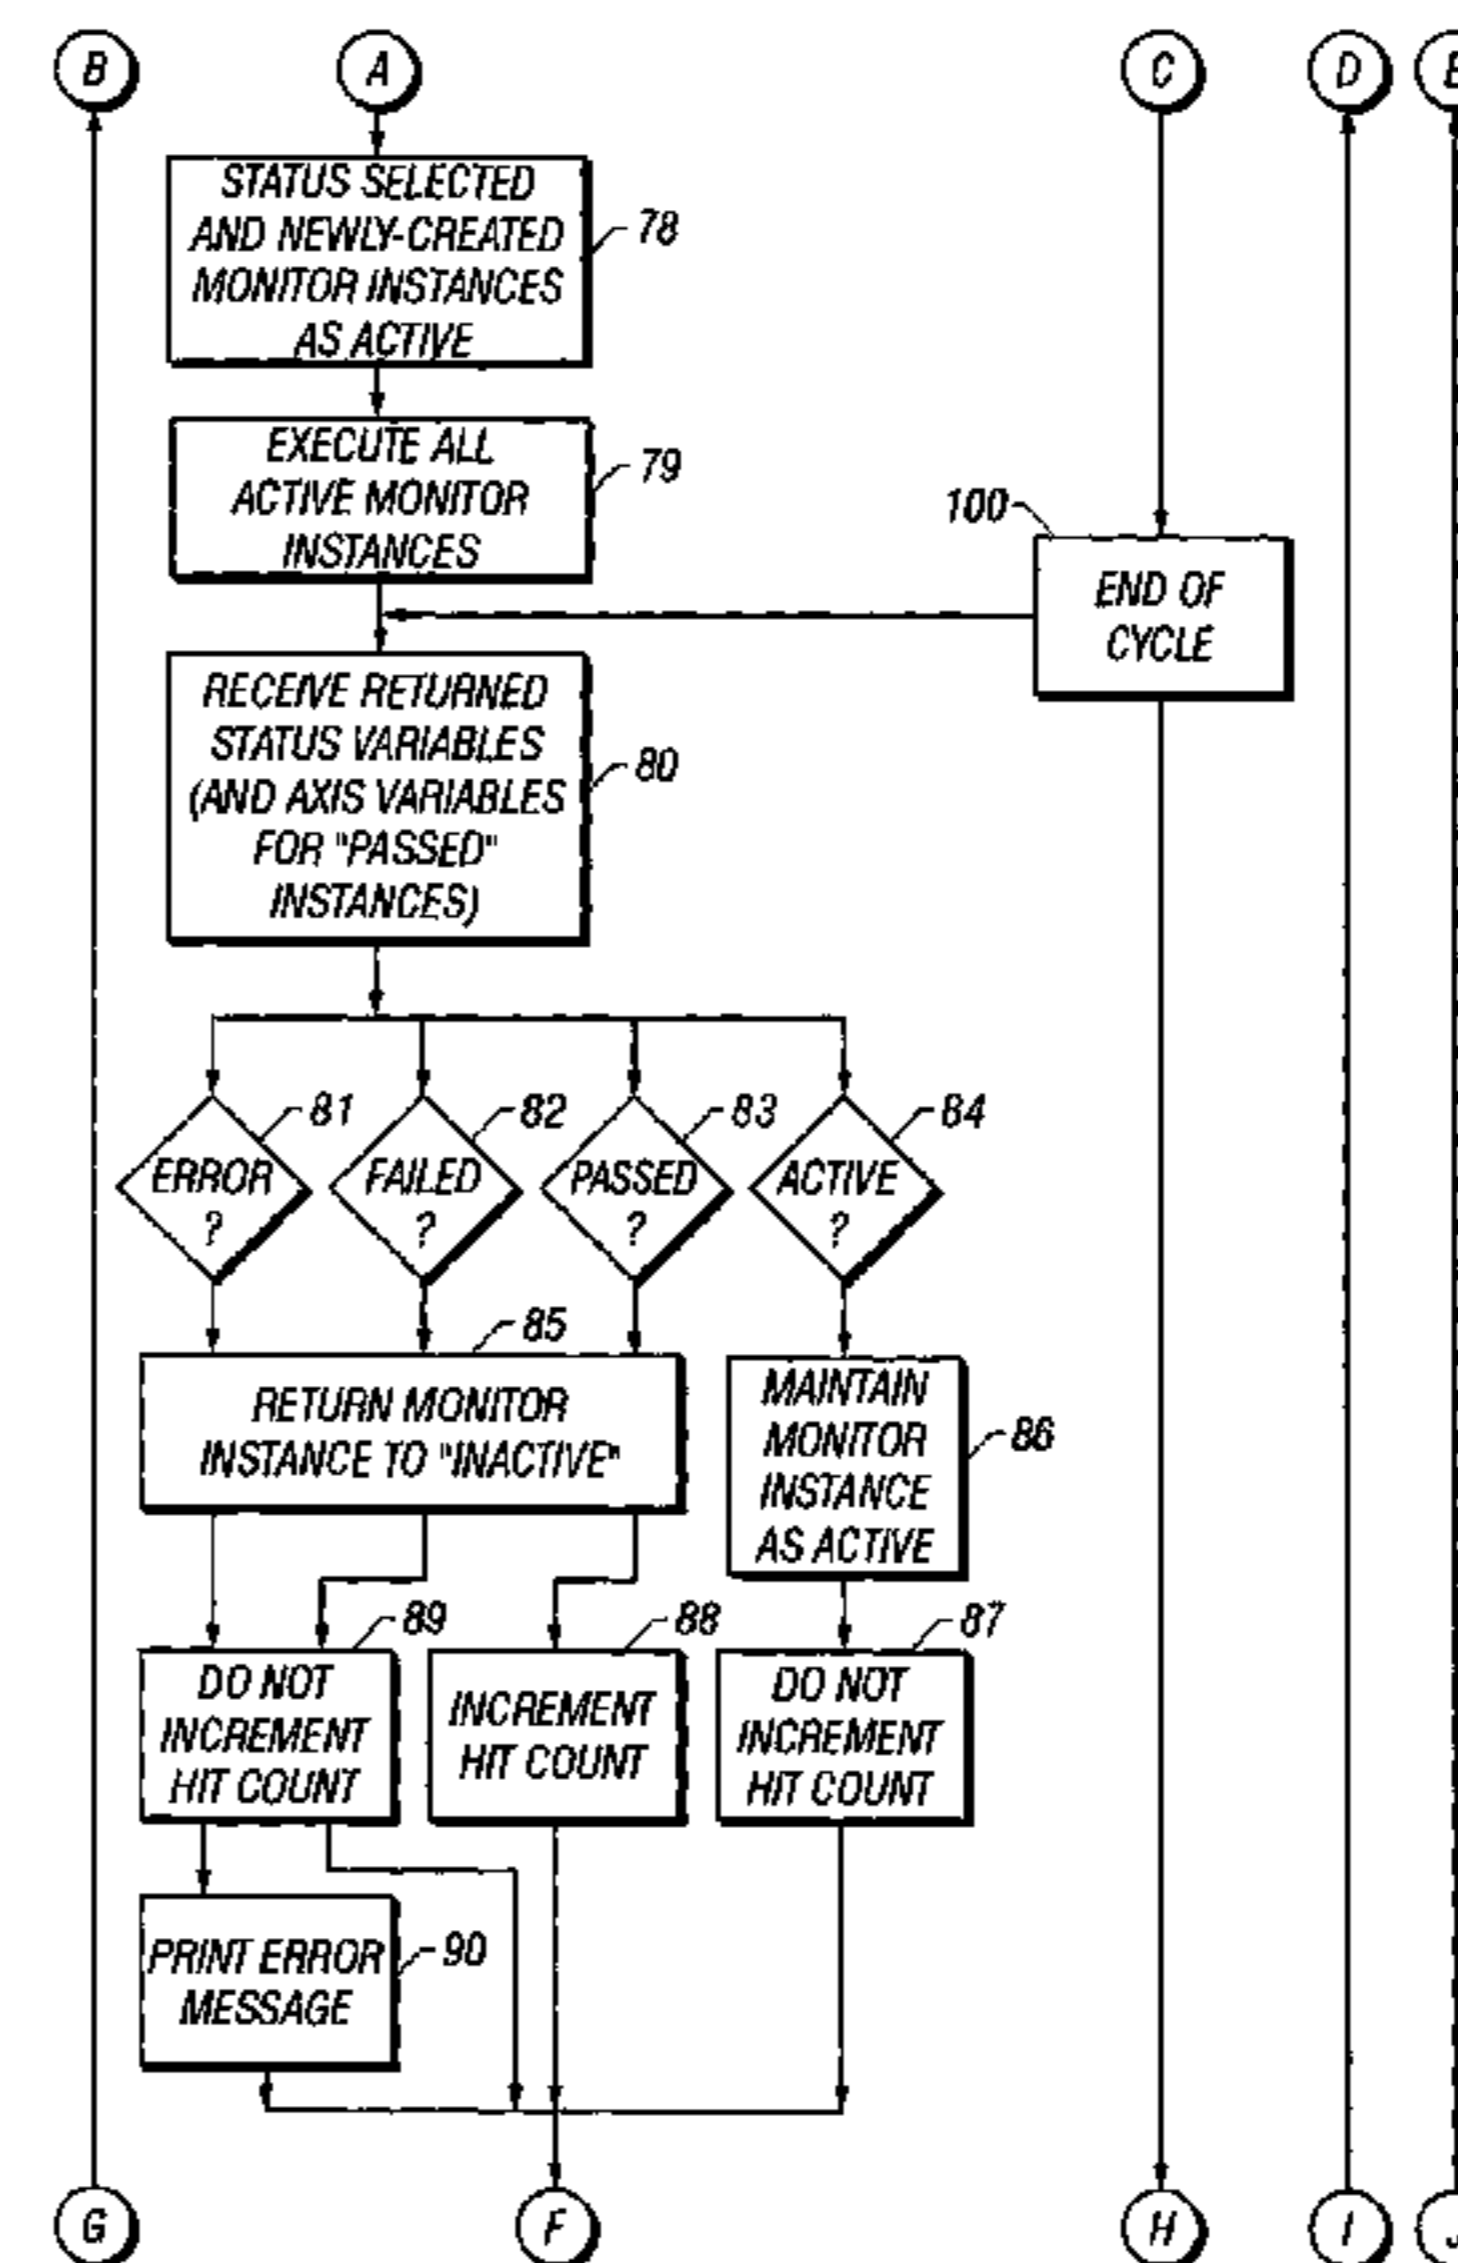 B
A
C
D
STATUS SELECTED
AND NEWLY-CREATED
MONITOR INSTANCES
AS ACTIVE
78
EXECUTE ALL
ACTIVE MONITOR
INSTANCES
79
100
END OF
CYCLE
RECEIVE RETURNED
STATUS VARIABLES
(AND AXIS VARIABLES
FOR "PASSED"
INSTANCES)
80
81
82
83
84
ERROR
?
FAILED
?
PASSED
?
ACTIVE
?
85
RETURN MONITOR
INSTANCE TO "INACTIVE"
MAINTAIN
MONITOR
INSTANCE
AS ACTIVE
86
89
88
87
DO NOT
INCREMENT
HIT COUNT
INCREMENT
HIT COUNT
DO NOT
INCREMENT
HIT COUNT
PRINT ERROR
MESSAGE
90
G
F
H
I